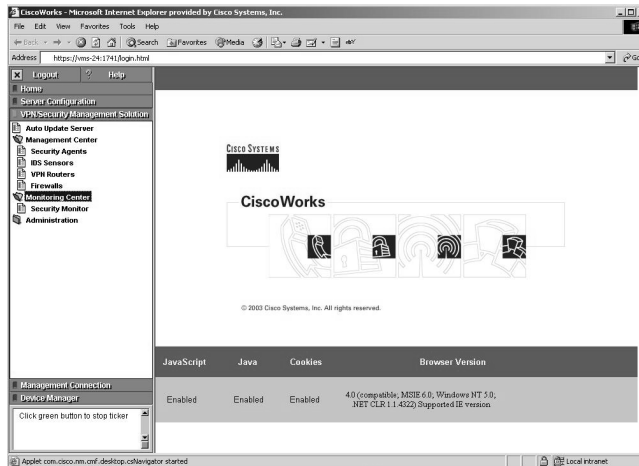 CiscoWorks - Microsoft Internet Explorer provided by Cisco Systems, Inc.
File Edit View Favorites Tools Help
Back Search Favorites Media
Address https://vms-24:1741/login.html Go
Logout ? Help
Home
Server Configuration
VPN/Security Management Solution
Auto Update Server
Management Center
Security Agents
IDS Sensors
VPN Routers
Firewalls
Monitoring Center
Security Monitor
Administration
CISCO SYSTEMS
CiscoWorks
© 2003 Cisco Systems, Inc. All rights reserved.
JavaScript Java Cookies Browser Version
Enabled Enabled Enabled 4.0 (compatible; MSIE 6.0; Windows NT 5.0;
.NET CLR 1.1.4322) Supported IE version
Management Connection
Device Manager
Click green button to stop ticker
Applet com.cisco.nm.cmf.desktop.csNavigator started Local intranet